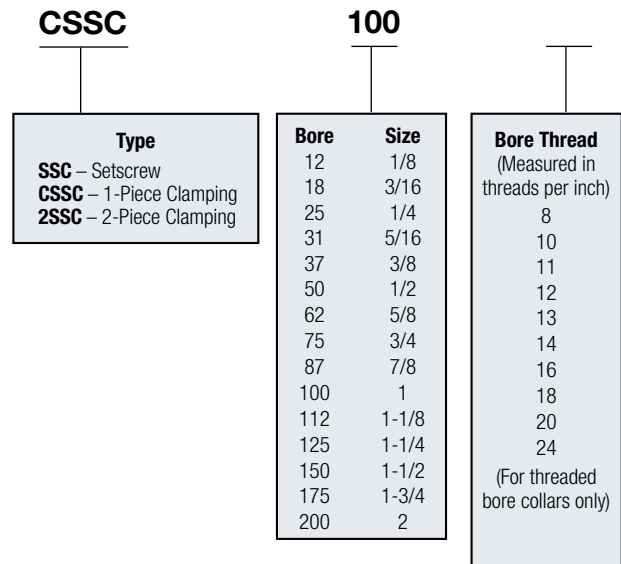 CSSC 100
Type
SSC – Setscrew
CSSC – 1-Piece Clamping
2SSC – 2-Piece Clamping
Bore Size
12 1/8
18 3/16
25 1/4
31 5/16
37 3/8
50 1/2
62 5/8
75 3/4
87 7/8
100 1
112 1-1/8
125 1-1/4
150 1-1/2
175 1-3/4
200 2
Bore Thread
(Measured in
threads per inch)
8
10
11
12
13
14
16
18
20
24
(For threaded
bore collars only)